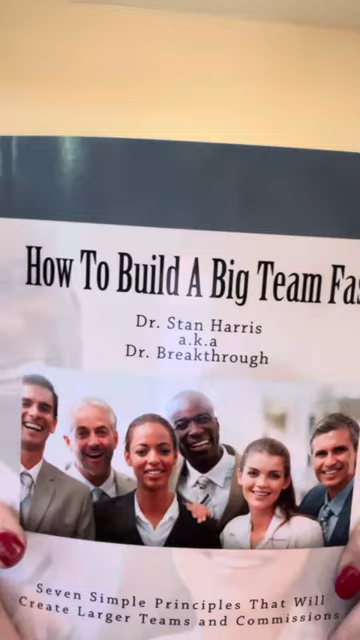 How To Build A Big Team Fas
Dr. Stan Harris
a.k.a
Dr. Breakthrough
Seven Simple Principles That Will
Create Larger Teams and Commissions